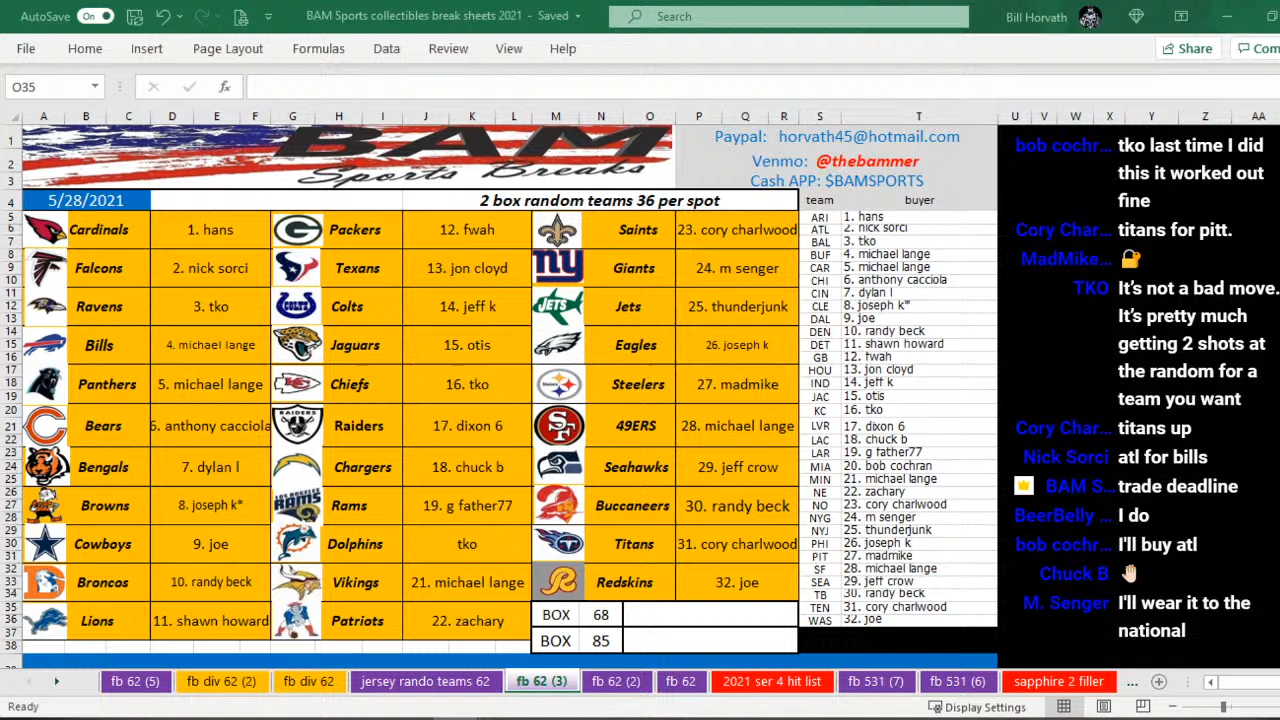 AutoSave On BAM Sports collectibles break sheets 2021 - Saved Search Bill Horvath
File Home Insert Page Layout Formulas Data Review View Help Share Com
O35 fx
A B C D E F G H I J K L M N O P Q R S T U V W X Y Z AA
BAM
Sports Breaks
Paypal: horvath45@hotmail.com
Venmo: @thebammer
Cash APP: $BAMSPORTS
5/28/2021 2 box random teams 36 per spot team buyer
Cardinals 1. hans Packers 12. fwah Saints 23. cory charlwood
Falcons 2. nick sorci Texans 13. jon cloyd Giants 24. m senger
Ravens 3. tko Colts 14. jeff k Jets 25. thunderjunk
Bills 4. michael lange Jaguars 15. otis Eagles 26. joseph k
Panthers 5. michael lange Chiefs 16. tko Steelers 27. madmike
Bears 6. anthony cacciola Raiders 17. dixon 6 49ERS 28. michael lange
Bengals 7. dylan l Chargers 18. chuck b Seahawks 29. jeff crow
Browns 8. joseph k* Rams 19. g father77 Buccaneers 30. randy beck
Cowboys 9. joe Dolphins tko Titans 31. cory charlwood
Broncos 10. randy beck Vikings 21. michael lange Redskins 32. joe
Lions 11. shawn howard Patriots 22. zachary BOX 68
BOX 85
ARI 1. hans
ATL 2. nick sorci
BAL 3. tko
BUF 4. michael lange
CAR 5. michael lange
CHI 6. anthony cacciola
CIN 7. dylan l
CLE 8. joseph k*
DAL 9. joe
DEN 10. randy beck
DET 11. shawn howard
GB 12. fwah
HOU 13. jon cloyd
IND 14. jeff k
JAC 15. otis
KC 16. tko
LVR 17. dixon 6
LAC 18. chuck b
LAR 19. g father77
MIA 20. bob cochran
MIN 21. michael lange
NE 22. zachary
NO 23. cory charlwood
NYG 24. m senger
NYJ 25. thunderjunk
PHI 26. joseph k
PIT 27. madmike
SF 28. michael lange
SEA 29. jeff crow
TB 30. randy beck
TEN 31. cory charlwood
WAS 32. joe
bob cochr... tko last time I did
this it worked out
fine
Cory Char... titans for pitt.
MadMike... 🔐
TKO It’s not a bad move.
It’s pretty much
getting 2 shots at
the random for a
team you want
Cory Char... titans up
Nick Sorci atl for bills
BAM S... trade deadline
BeerBelly ... I do
bob cochr... I'll buy atl
Chuck B 🤚🏻
M. Senger I'll wear it to the
national
fb 62 (5) fb div 62 (2) fb div 62 jersey rando teams 62 fb 62 (3) fb 62 (2) fb 62 2021 ser 4 hit list fb 531 (7) fb 531 (6) sapphire 2 filler ...
Ready Display Settings